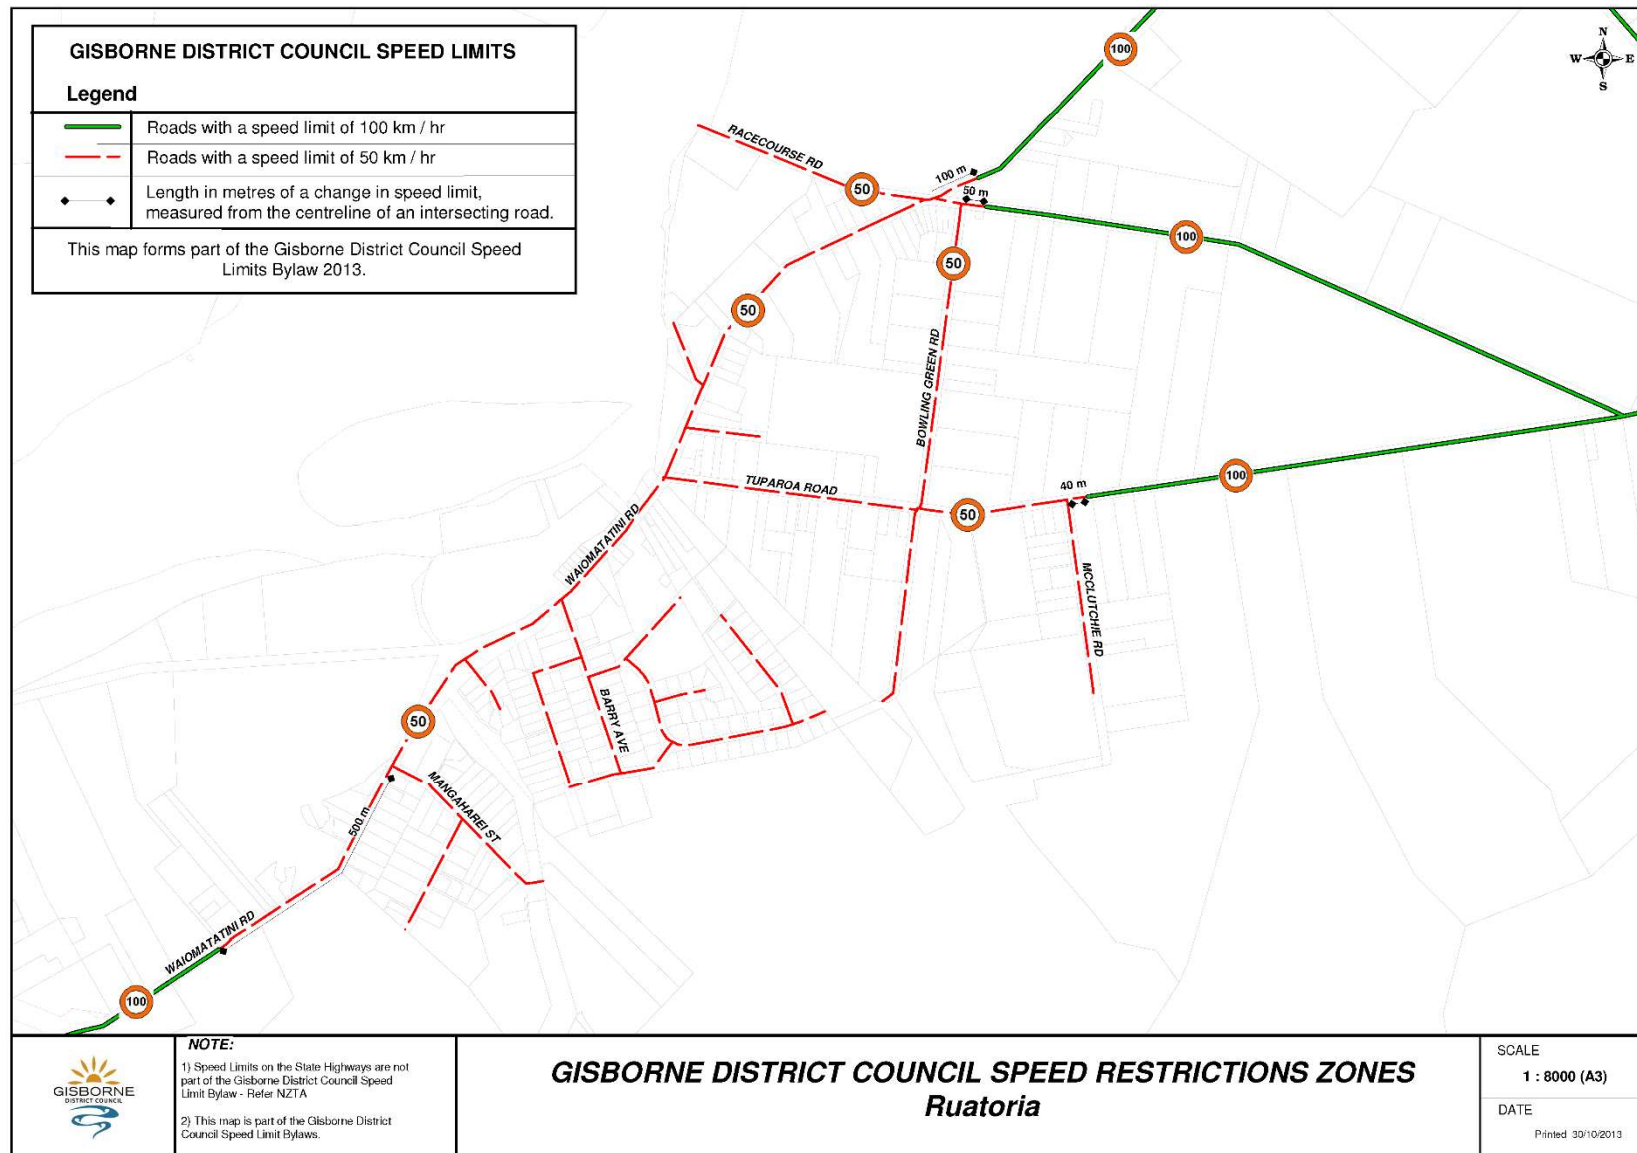 GISBORNE DISTRICT COUNCIL SPEED LIMITS
Legend
Roads with a speed limit of 100 km / hr
Roads with a speed limit of 50 km / hr
Length in metres of a change in speed limit,
measured from the centreline of an intersecting road.
This map forms part of the Gisborne District Council Speed
Limits Bylaw 2013.
N
W E
S
100
RACECOURSE RD
100 m
50
50 m
100
50
50
BOWLING GREEN RD
TUPAROA ROAD
40 m
100
50
WAIOMATATINI RD
MCCLUTCHIE RD
BARRY AVE
50
MANGAHAREI ST
500 m
WAIOMATATINI RD
100
GISBORNE
DISTRICT COUNCIL
NOTE:
1) Speed Limits on the State Highways are not
part of the Gisborne District Council Speed
Limit Bylaw - Refer NZTA
2) This map is part of the Gisborne District
Council Speed Limit Bylaws.
GISBORNE DISTRICT COUNCIL SPEED RESTRICTIONS ZONES
Ruatoria
SCALE
1 : 8000 (A3)
DATE
Printed 30/10/2013